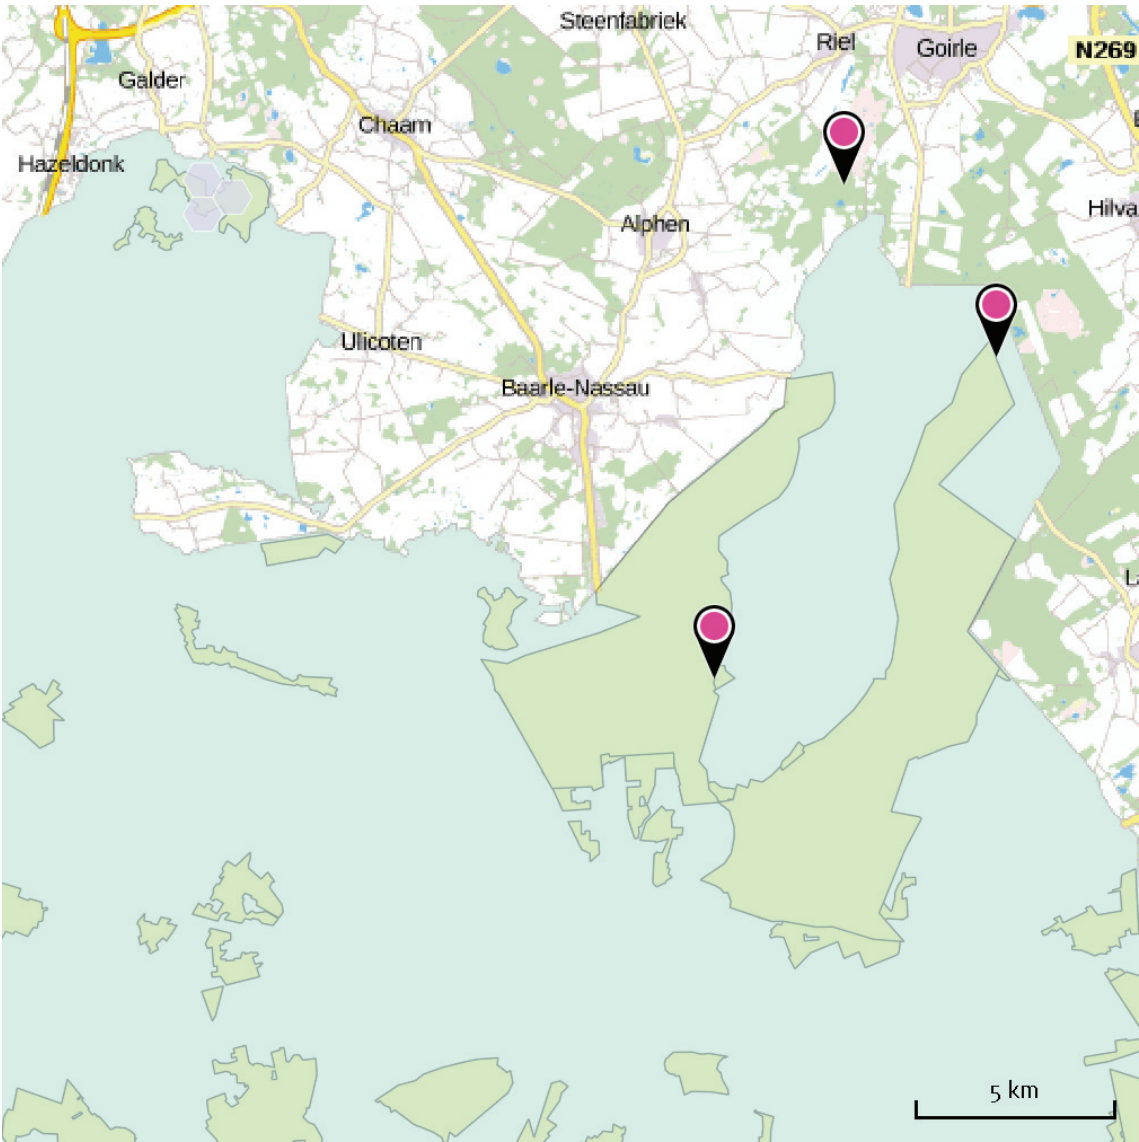 Steenfabriek
Riel
Goirle
N269
Galder
Chaam
Hazeldonk
Alphen
Hilva
Ulicoten
Baarle-Nassau
5 km